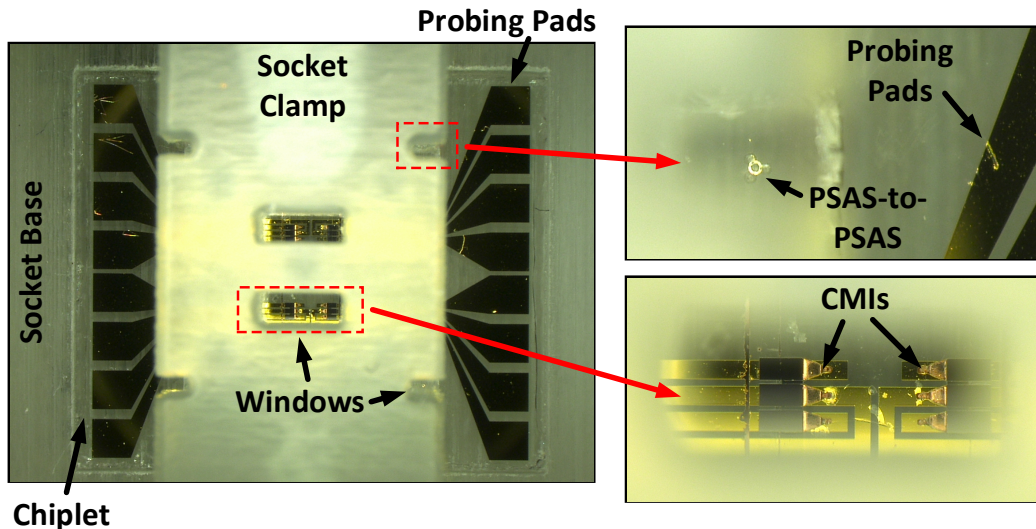 Probing Pads
Socket
Clamp
Socket Base
Windows
Chiplet
Probing
Pads
PSAS-to-
PSAS
CMIs